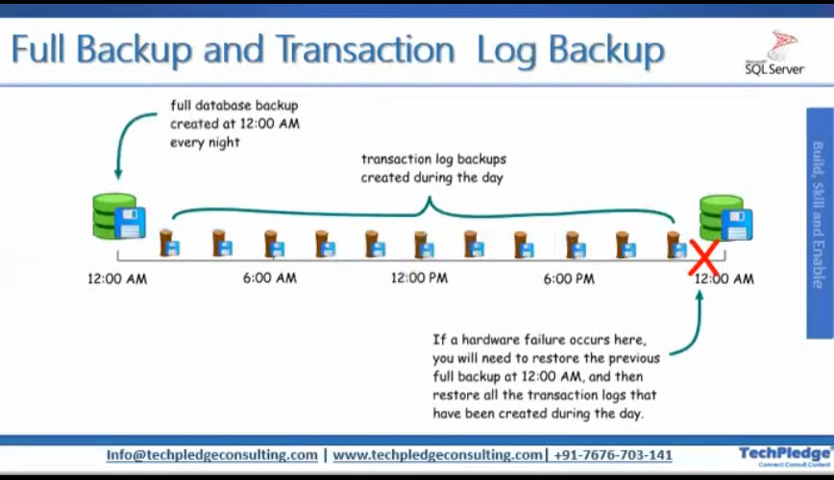 Full Backup and Transaction Log Backup
Microsoft
SQL Server
full database backup
created at 12:00 AM
every night
transaction log backups
created during the day
12:00 AM
6:00 AM
12:00 PM
6:00 PM
12:00 AM
If a hardware failure occurs here,
you will need to restore the previous
full backup at 12:00 AM, and then
restore all the transaction logs that
have been created during the day.
Build, Skill and Enable
Info@techpledgeconsulting.com | www.techpledgeconsulting.com| +91-7676-703-141
TechPledge
Connect Consult Content